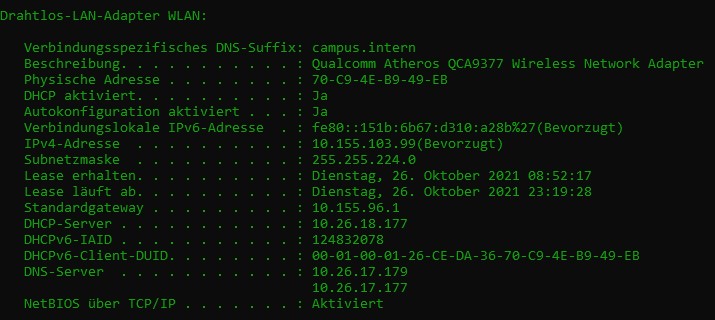 Drahtlos-LAN-Adapter WLAN:
Verbindungsspezifisches DNS-Suffix: campus.intern
Beschreibung. . . . . . . . . . . : Qualcomm Atheros QCA9377 Wireless Network Adapter
Physische Adresse . . . . . . . . : 70-C9-4E-B9-49-EB
DHCP aktiviert. . . . . . . . . . : Ja
Autokonfiguration aktiviert . . . : Ja
Verbindungslokale IPv6-Adresse  . : fe80::151b:6b67:d310:a28b%27(Bevorzugt)
IPv4-Adresse  . . . . . . . . . . : 10.155.103.99(Bevorzugt)
Subnetzmaske  . . . . . . . . . . : 255.255.224.0
Lease erhalten. . . . . . . . . . : Dienstag, 26. Oktober 2021 08:52:17
Lease läuft ab. . . . . . . . . . : Dienstag, 26. Oktober 2021 23:19:28
Standardgateway . . . . . . . . . : 10.155.96.1
DHCP-Server . . . . . . . . . . . : 10.26.18.177
DHCPv6-IAID . . . . . . . . . . . : 124832078
DHCPv6-Client-DUID. . . . . . . . : 00-01-00-01-26-CE-DA-36-70-C9-4E-B9-49-EB
DNS-Server  . . . . . . . . . . . : 10.26.17.179
10.26.17.177
NetBIOS über TCP/IP . . . . . . . : Aktiviert